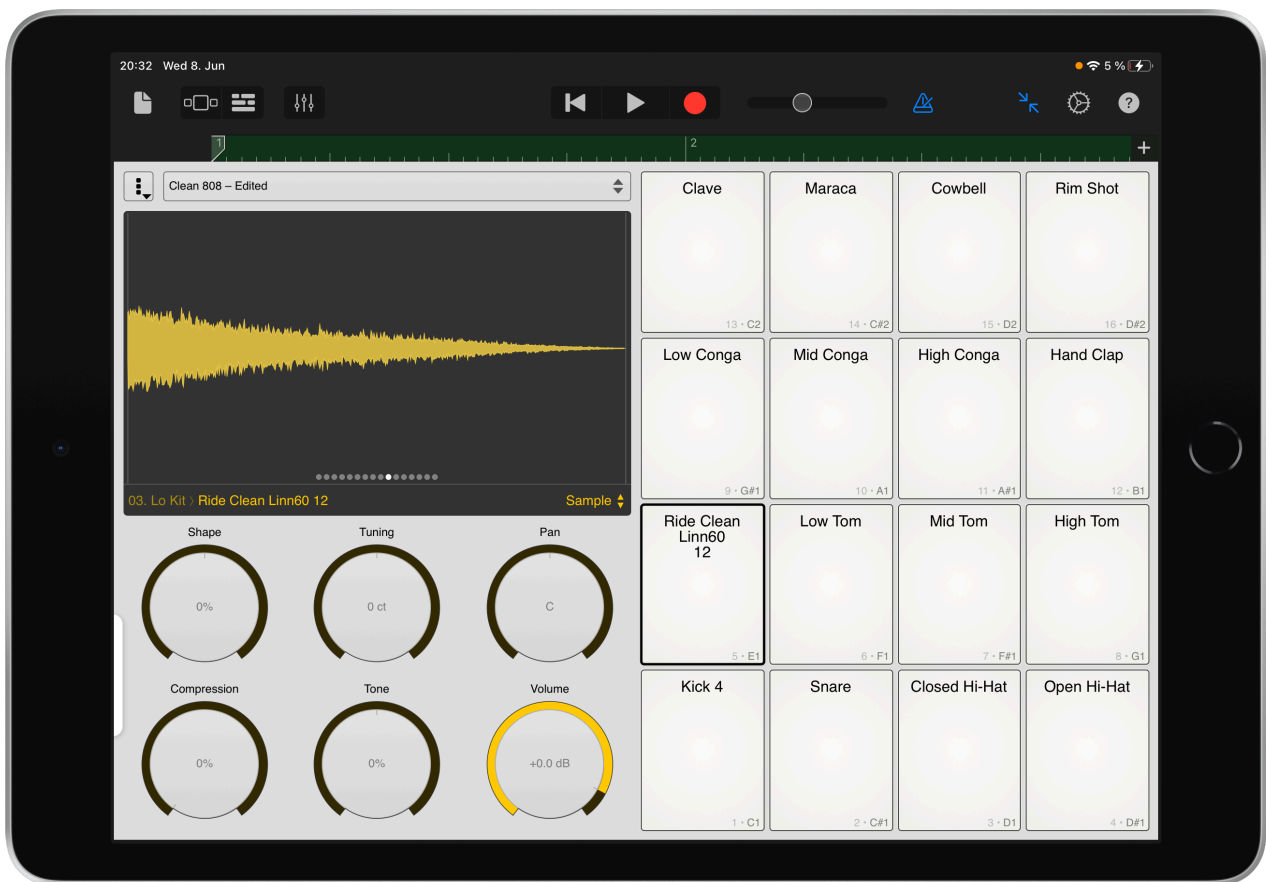 20:32 Wed 8. Jun
5 %
?
1
2
+
Clean 808 – Edited
03. Lo Kit 〉 Ride Clean Linn60 12
Sample
Shape
Tuning
Pan
0%
0 ct
C
Compression
Tone
Volume
0%
0%
+0.0 dB
Clave
13 • C2
Maraca
14 • C#2
Cowbell
15 • D2
Rim Shot
16 • D#2
Low Conga
9 • G#1
Mid Conga
10 • A1
High Conga
11 • A#1
Hand Clap
12 • B1
Ride Clean
Linn60
12
5 • E1
Low Tom
6 • F1
Mid Tom
7 • F#1
High Tom
8 • G1
Kick 4
1 • C1
Snare
2 • C#1
Closed Hi-Hat
3 • D1
Open Hi-Hat
4 • D#1